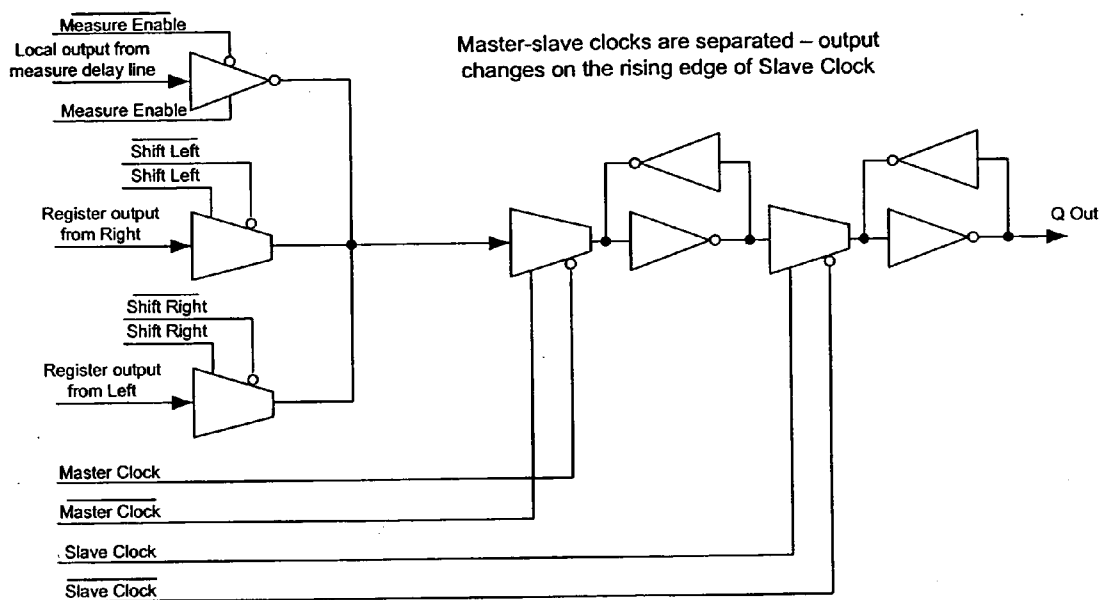 Measure Enable
Local output from
measure delay line
Measure Enable
Master-slave clocks are separated – output
changes on the rising edge of Slave Clock
Shift Left
Shift Left
Register output
from Right
Q Out
Shift Right
Shift Right
Register output
from Left
Master Clock
Master Clock
Slave Clock
Slave Clock